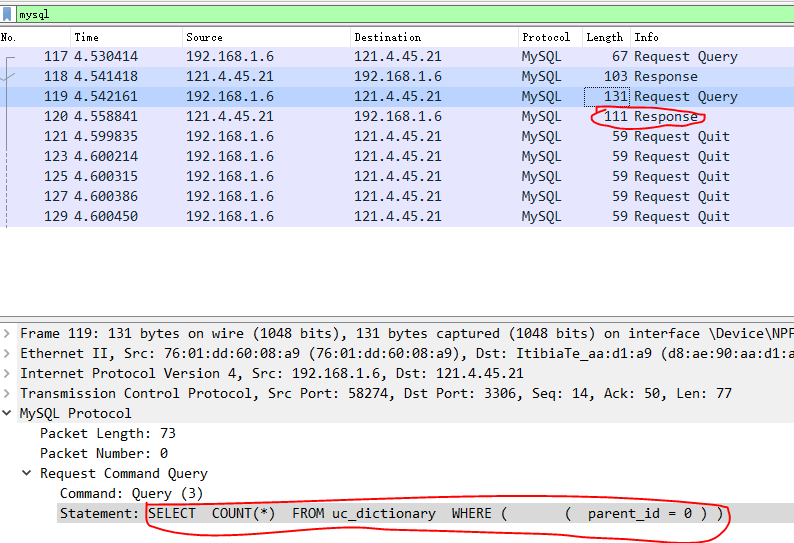 mysql
No. Time Source Destination Protocol Length Info
117 4.530414 192.168.1.6 121.4.45.21 MySQL 67 Request Query
118 4.541418 121.4.45.21 192.168.1.6 MySQL 103 Response
119 4.542161 192.168.1.6 121.4.45.21 MySQL 131 Request Query
120 4.558841 121.4.45.21 192.168.1.6 MySQL 111 Response
121 4.599835 192.168.1.6 121.4.45.21 MySQL 59 Request Quit
123 4.600214 192.168.1.6 121.4.45.21 MySQL 59 Request Quit
125 4.600315 192.168.1.6 121.4.45.21 MySQL 59 Request Quit
127 4.600386 192.168.1.6 121.4.45.21 MySQL 59 Request Quit
129 4.600450 192.168.1.6 121.4.45.21 MySQL 59 Request Quit
Frame 119: 131 bytes on wire (1048 bits), 131 bytes captured (1048 bits) on interface \Device\NPF
Ethernet II, Src: 76:01:dd:60:08:a9 (76:01:dd:60:08:a9), Dst: ItibiaTe_aa:d1:a9 (d8:ae:90:aa:d1:a
Internet Protocol Version 4, Src: 192.168.1.6, Dst: 121.4.45.21
Transmission Control Protocol, Src Port: 58274, Dst Port: 3306, Seq: 14, Ack: 50, Len: 77
MySQL Protocol
Packet Length: 73
Packet Number: 0
Request Command Query
Command: Query (3)
Statement: SELECT  COUNT(*)  FROM uc_dictionary  WHERE (      (  parent_id = 0 ) )